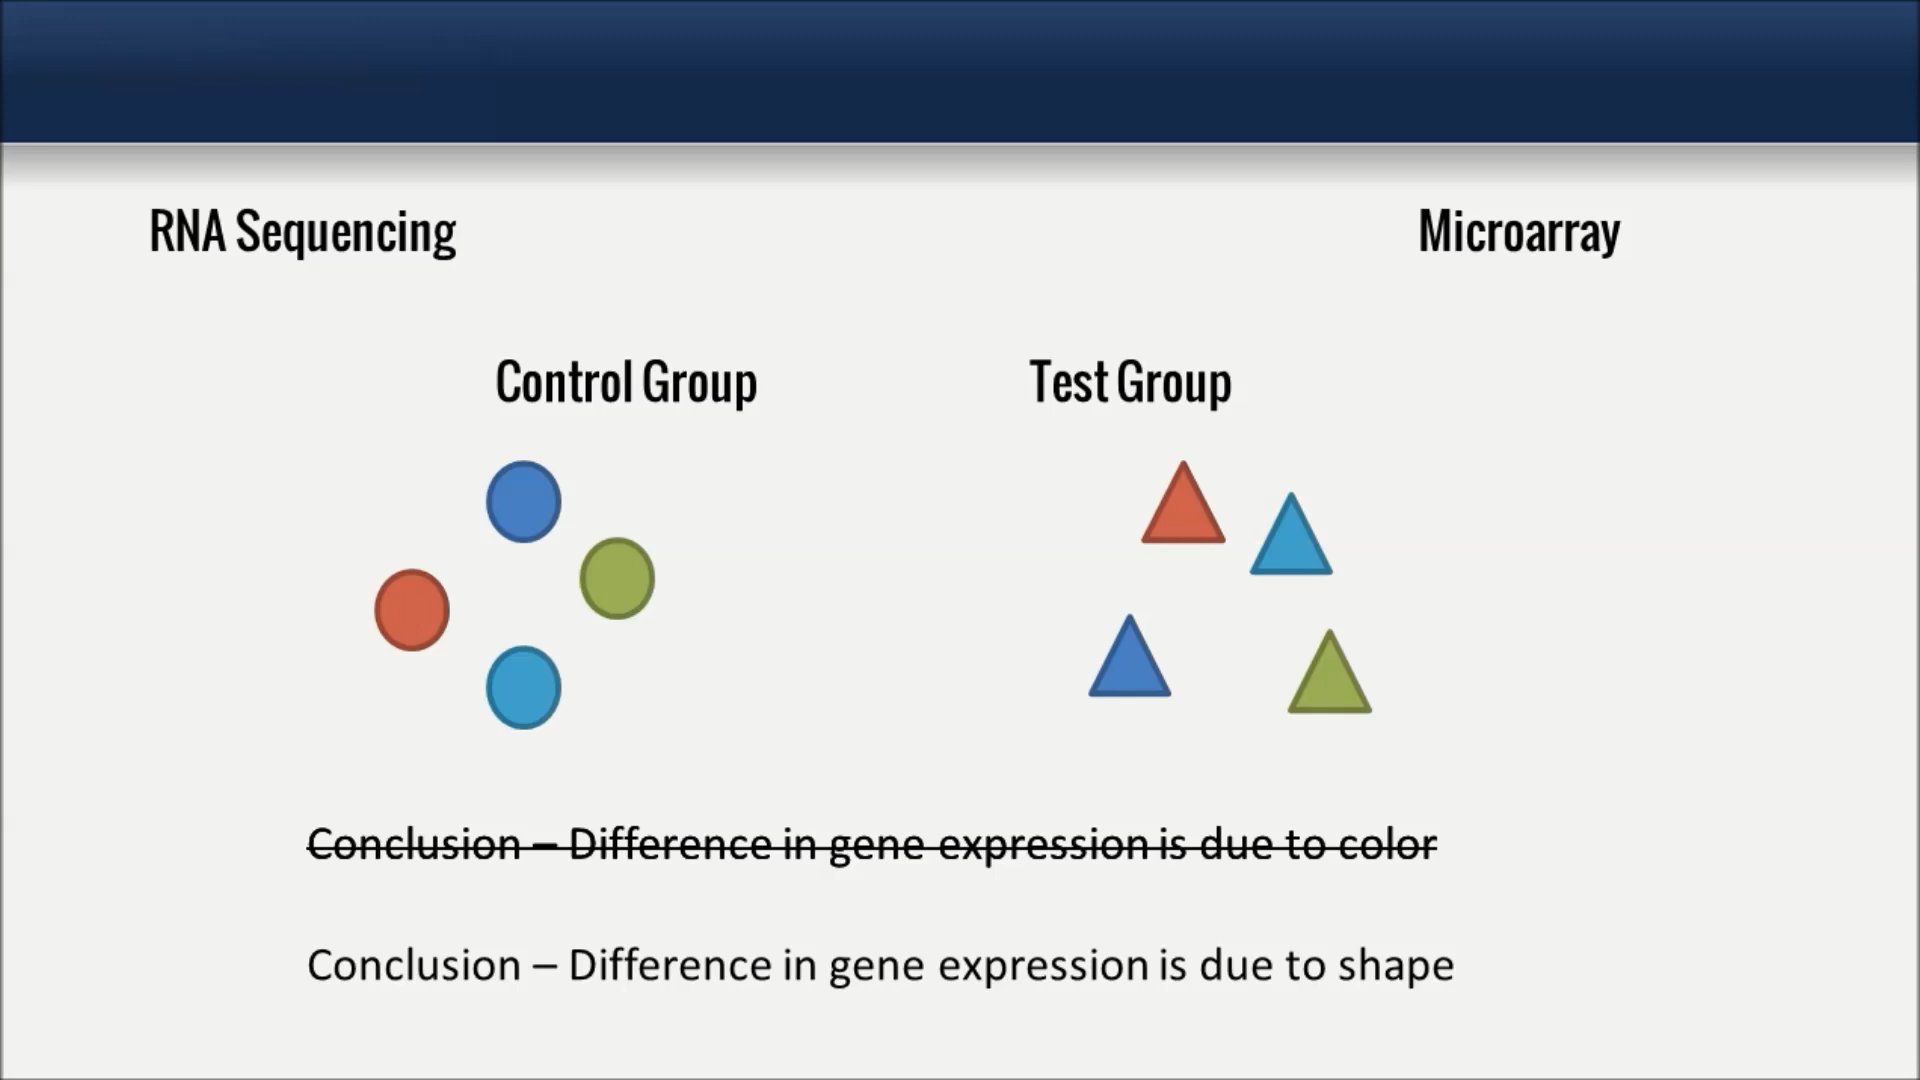 RNA Sequencing
Microarray
Control Group
Test Group
Conclusion – Difference in gene expression is due to color
Conclusion – Difference in gene expression is due to shape